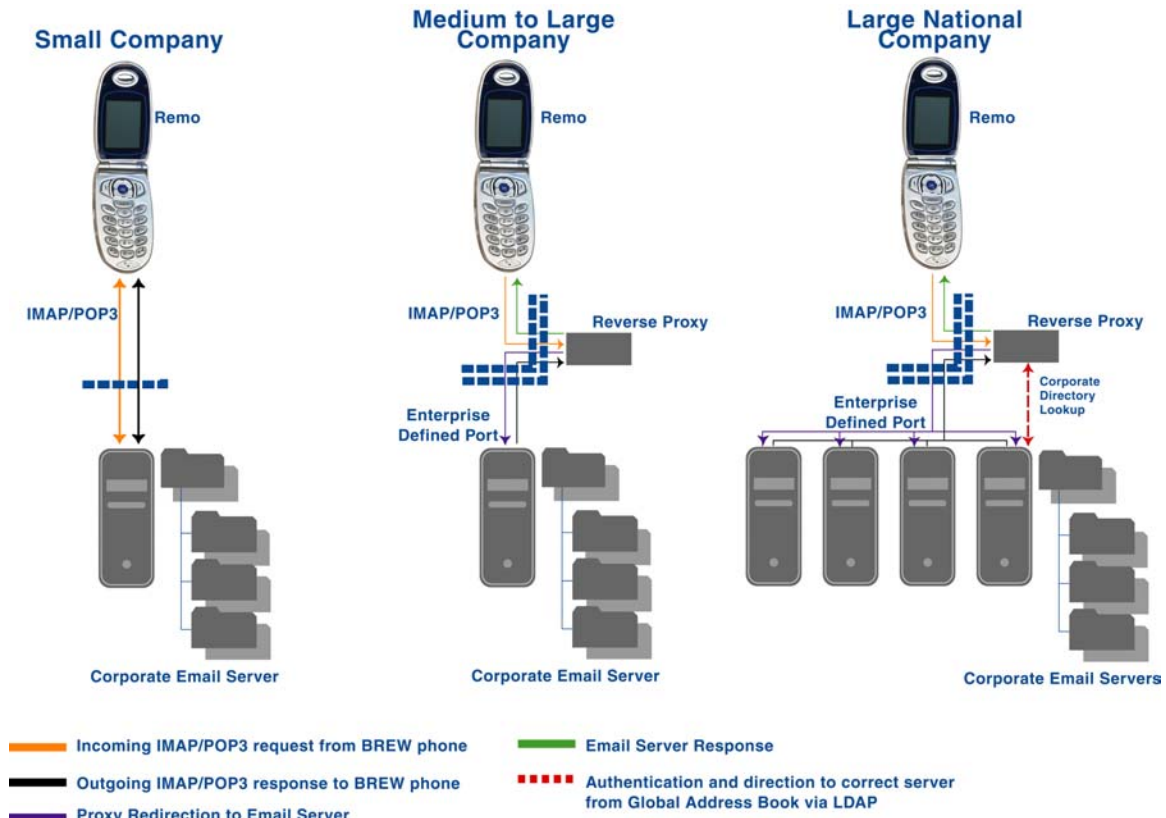 Small Company
Medium to Large
Company
Large National
Company
Remo
Remo
Remo
IMAP/POP3
IMAP/POP3
Reverse Proxy
IMAP/POP3
Reverse Proxy
Corporate
Directory
Lookup
Enterprise
Defined Port
Enterprise
Defined Port
Corporate Email Server
Corporate Email Server
Corporate Email Servers
Incoming IMAP/POP3 request from BREW phone
Email Server Response
Outgoing IMAP/POP3 response to BREW phone
Authentication and direction to correct server
from Global Address Book via LDAP
Proxy Redirection to Email Server